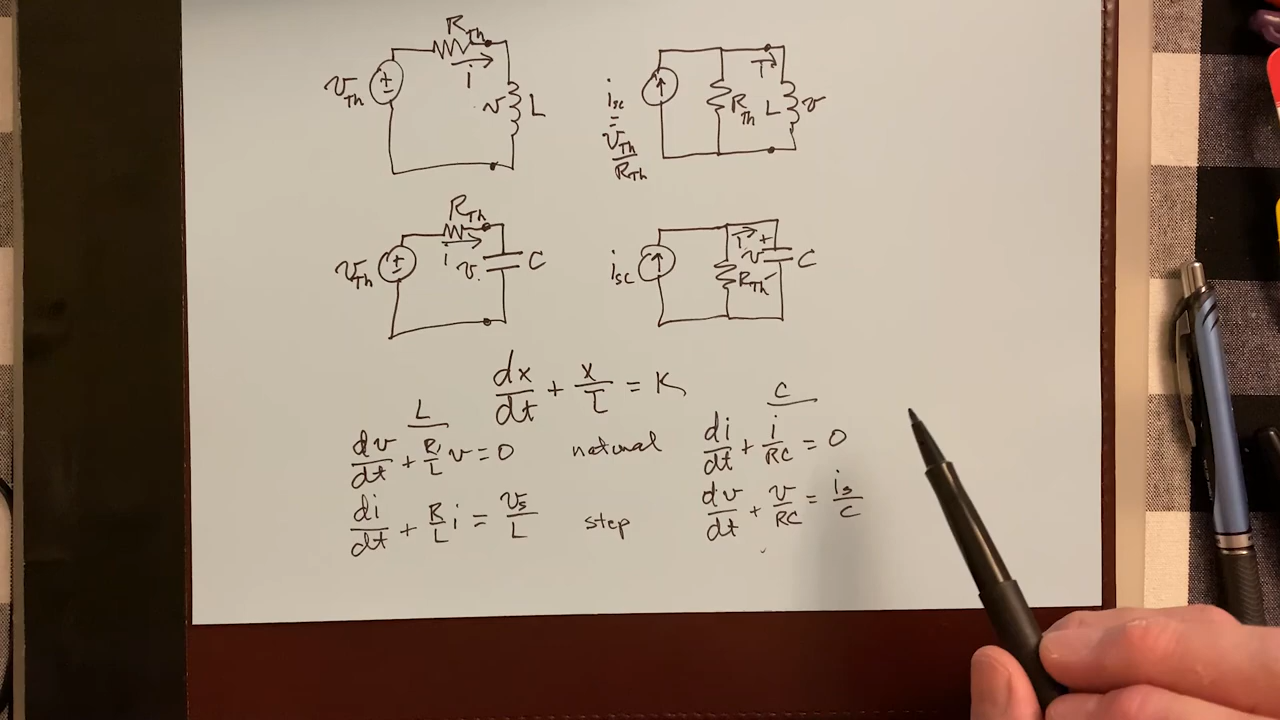 R_Th
v_Th ± i v L
i_sc = v_Th/R_Th
R_Th L v
R_Th
v_Th ± i v C
i_sc i v + - R_Th C
dx/dt + x/τ = K
L
C
dv/dt + R/L v = 0 natural di/dt + i/RC = 0
di/dt + R/L i = v_s/L step dv/dt + v/RC = i_s/C